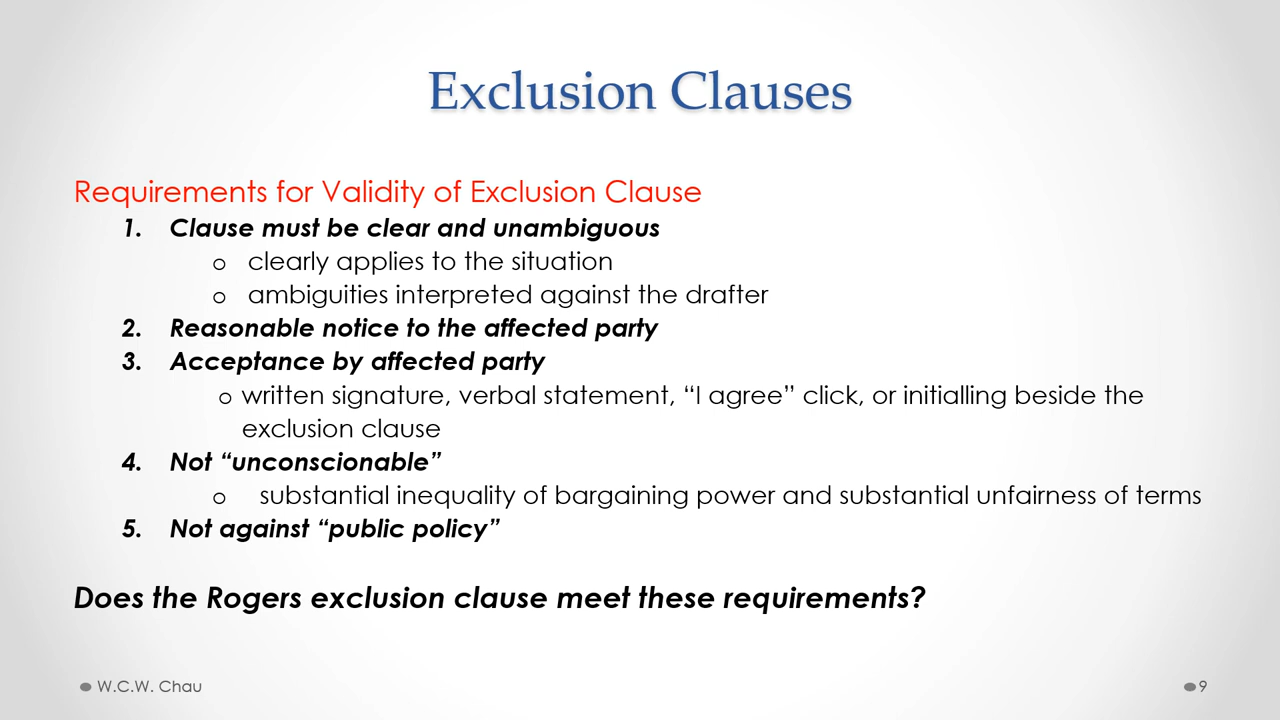 Exclusion Clauses
Requirements for Validity of Exclusion Clause
1. Clause must be clear and unambiguous
o clearly applies to the situation
o ambiguities interpreted against the drafter
2. Reasonable notice to the affected party
3. Acceptance by affected party
o written signature, verbal statement, “I agree” click, or initialling beside the
exclusion clause
4. Not “unconscionable”
o substantial inequality of bargaining power and substantial unfairness of terms
5. Not against “public policy”
Does the Rogers exclusion clause meet these requirements?
W.C.W. Chau
9